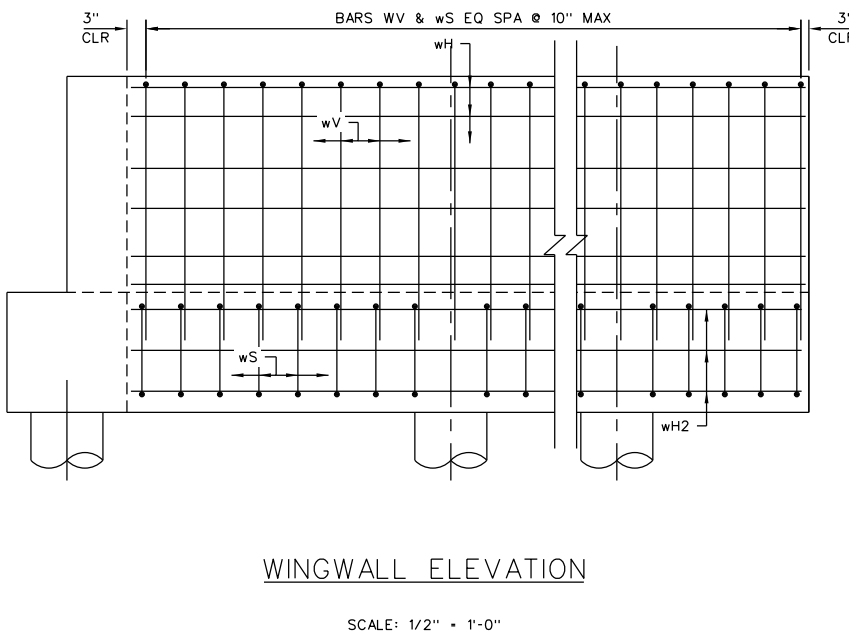 3" BARS WV & wS EQ SPA @ 10" MAX 3"
CLR CLR
wH
wV
wS
wH2
WINGWALL ELEVATION
SCALE: 1/2" = 1'-0"